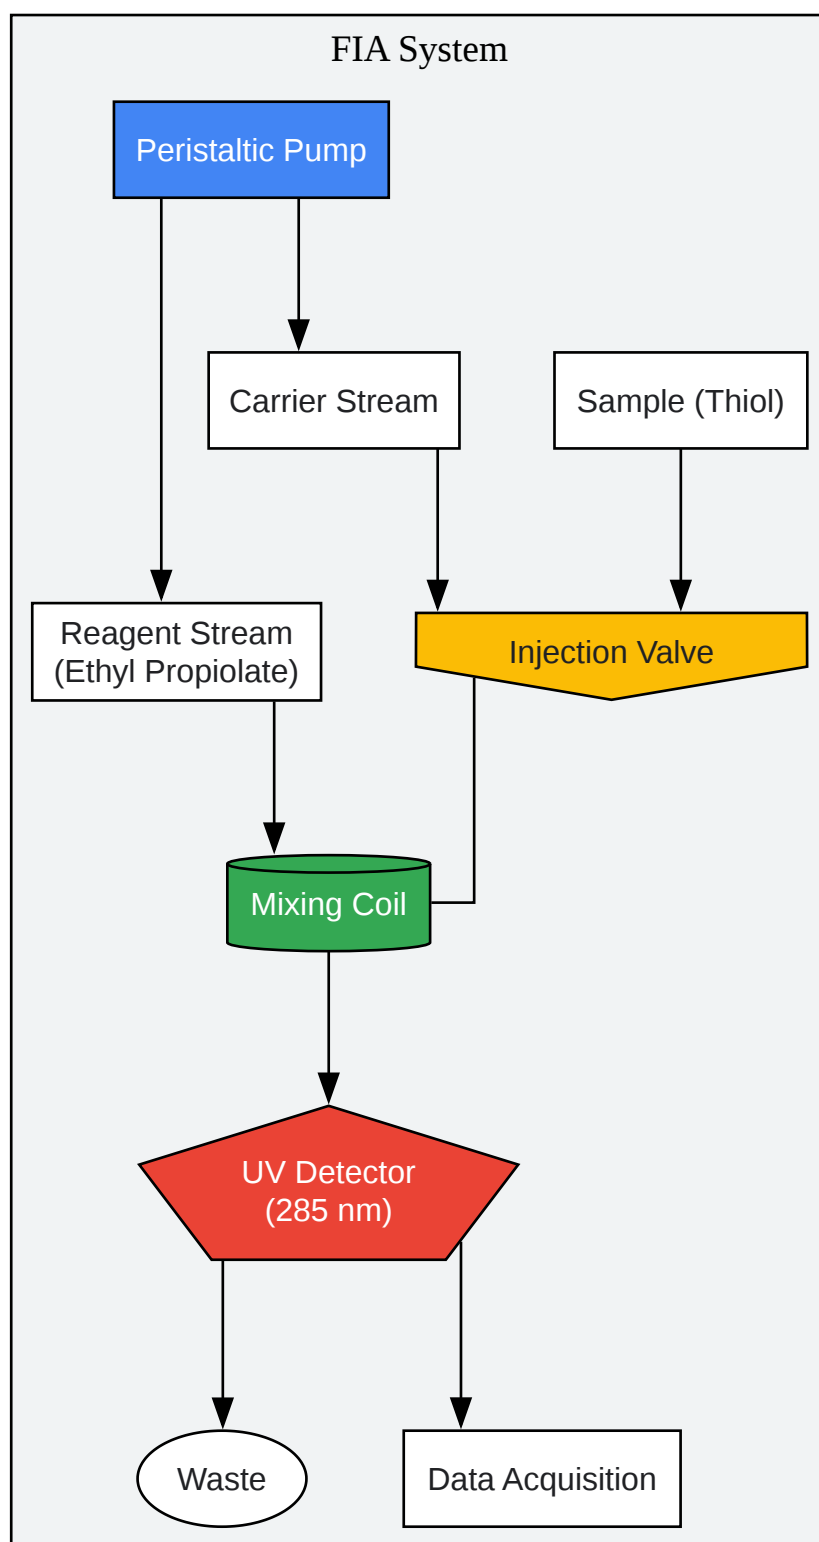 FIA System
Peristaltic Pump
Carrier Stream
Sample (Thiol)
Reagent Stream
(Ethyl Propiolate)
Injection Valve
Mixing Coil
UV Detector
(285 nm)
Waste
Data Acquisition